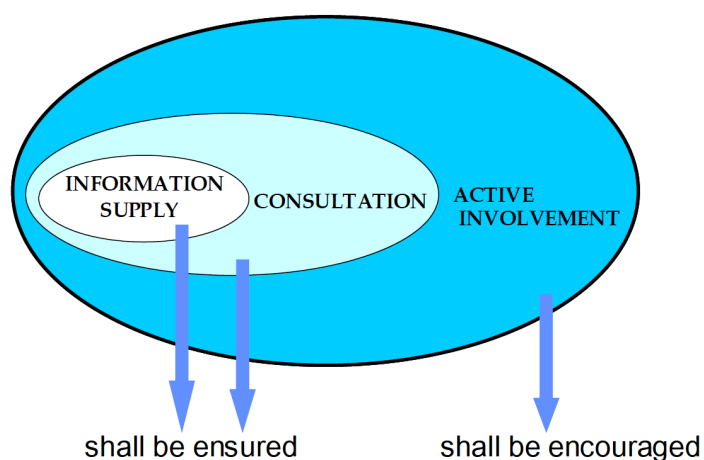 INFORMATION
SUPPLY
CONSULTATION
ACTIVE
INVOLVEMENT
shall be ensured
shall be encouraged